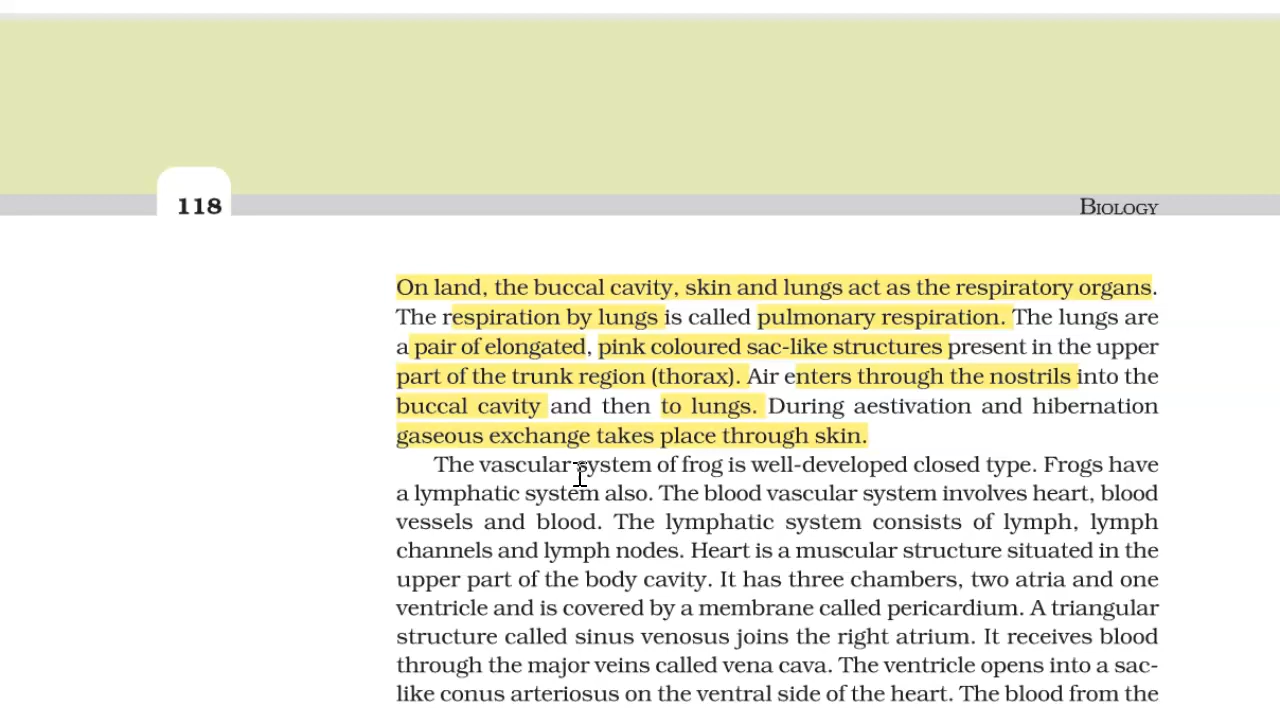 118
BIOLOGY
On land, the buccal cavity, skin and lungs act as the respiratory organs.
The respiration by lungs is called pulmonary respiration. The lungs are
a pair of elongated, pink coloured sac-like structures present in the upper
part of the trunk region (thorax). Air enters through the nostrils into the
buccal cavity and then to lungs. During aestivation and hibernation
gaseous exchange takes place through skin.
The vascular system of frog is well-developed closed type. Frogs have
a lymphatic system also. The blood vascular system involves heart, blood
vessels and blood. The lymphatic system consists of lymph, lymph
channels and lymph nodes. Heart is a muscular structure situated in the
upper part of the body cavity. It has three chambers, two atria and one
ventricle and is covered by a membrane called pericardium. A triangular
structure called sinus venosus joins the right atrium. It receives blood
through the major veins called vena cava. The ventricle opens into a sac-
like conus arteriosus on the ventral side of the heart. The blood from the